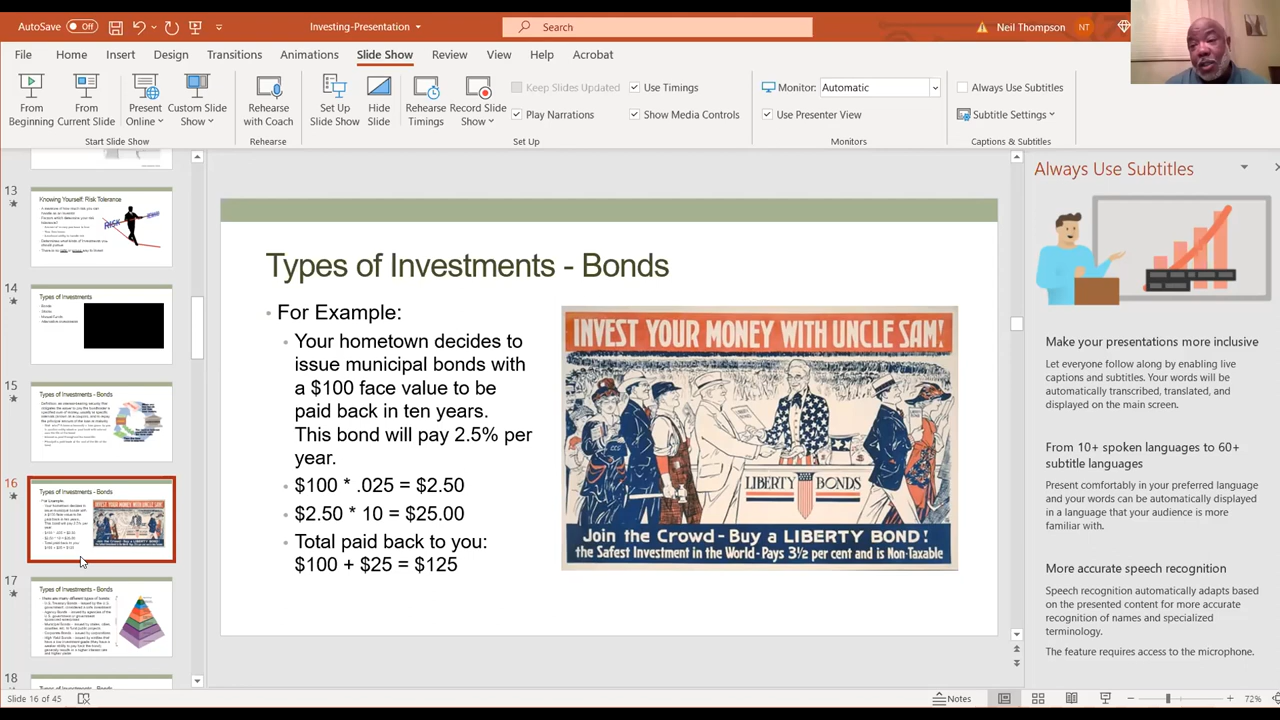 AutoSave Off Investing-Presentation Search Neil Thompson NT
File Home Insert Design Transitions Animations Slide Show Review View Help Acrobat
From Beginning
From Current Slide
Present Online
Custom Slide Show
Start Slide Show
Rehearse with Coach
Rehearse
Set Up Slide Show
Hide Slide
Rehearse Timings
Record Slide Show
Keep Slides Updated
Play Narrations
Use Timings
Show Media Controls
Set Up
Monitor: Automatic
Use Presenter View
Monitors
Always Use Subtitles
Subtitle Settings
Captions & Subtitles
13
Knowing Yourself: Risk Tolerance
RISK
14
Types of Investments
15
Types of Investments - Bonds
16
Types of Investments - Bonds
17
Types of Investments - Bonds
18
Types of Investments - Bonds
Types of Investments - Bonds
For Example:
Your hometown decides to
issue municipal bonds with
a $100 face value to be
paid back in ten years.
This bond will pay 2.5% per
year.
$100 * .025 = $2.50
$2.50 * 10 = $25.00
Total paid back to you:
$100 + $25 = $125
INVEST YOUR MONEY WITH UNCLE SAM!
LIBERTY BONDS
Join the Crowd - Buy a LIBERTY BOND!
the Safest Investment in the World - Pays 3½ per cent and is Non-Taxable
Always Use Subtitles
Make your presentations more inclusive
Let everyone follow along by enabling live
captions and subtitles. Your words will be
automatically transcribed, translated, and
displayed on the main screen.
From 10+ spoken languages to 60+
subtitle languages
Present comfortably in your preferred language
and your words can be automatically displayed
in a language that your audience is more
familiar with.
More accurate speech recognition
Speech recognition automatically adapts based
on the presented content for more accurate
recognition of names and specialized
terminology.
The feature requires access to the microphone.
Slide 16 of 45 Notes 72%